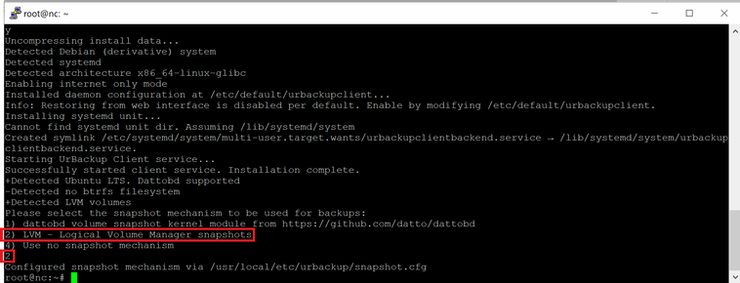 root@nc: ~
y
Uncompressing install data...
Detected Debian (derivative) system
Detected systemd
Detected architecture x86_64-linux-glibc
Enabling internet only mode
Installed daemon configuration at /etc/default/urbackupclient...
Info: Restoring from web interface is disabled per default. Enable by modifying /etc/default/urbackupclient.
Installing systemd unit...
Cannot find systemd unit dir. Assuming /lib/systemd/system
Created symlink /etc/systemd/system/multi-user.target.wants/urbackupclientbackend.service → /lib/systemd/system/urbackup
clientbackend.service.
Starting UrBackup Client service...
Successfully started client service. Installation complete.
+Detected Ubuntu LTS. Dattobd supported
-Detected no btrfs filesystem
+Detected LVM volumes
Please select the snapshot mechanism to be used for backups:
1) dattobd volume snapshot kernel module from https://github.com/datto/dattobd
2) LVM - Logical Volume Manager snapshots
4) Use no snapshot mechanism
2
Configured snapshot mechanism via /usr/local/etc/urbackup/snapshot.cfg
root@nc:~#